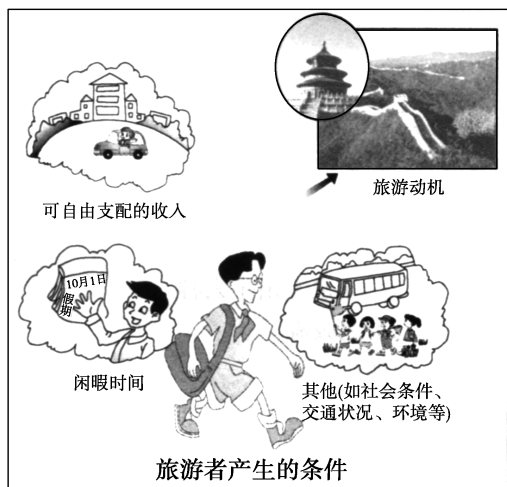 旅游动机
可自由支配的收入
10月1日
假期
闲暇时间
其他(如社会条件、
交通状况、环境等)
旅游者产生的条件